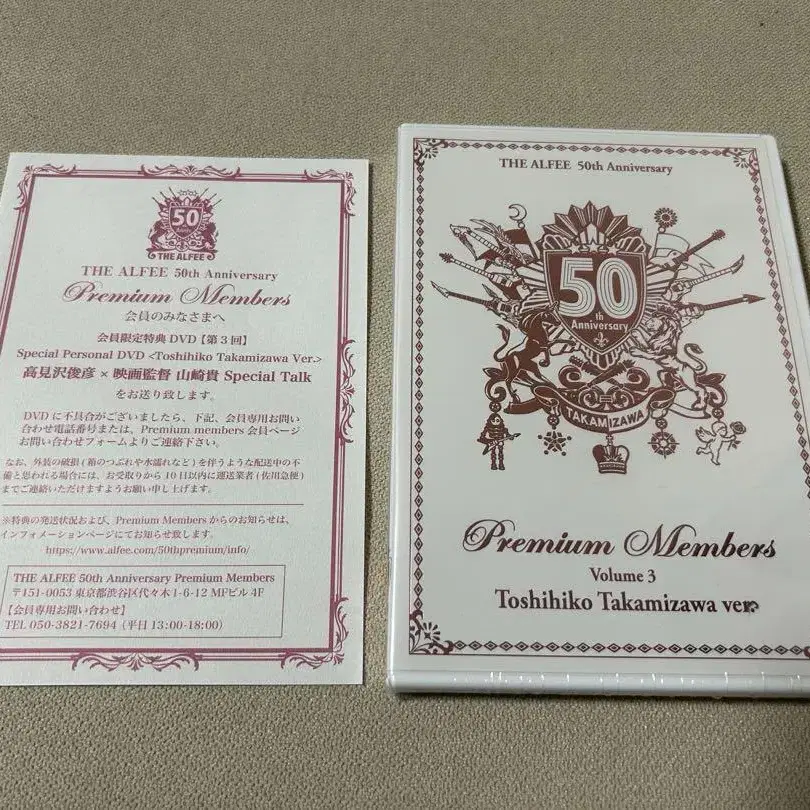 50
THE ALFEE
THE ALFEE 50th Anniversary
Premium Members
会員のみなさまへ
会員限定特典 DVD【第3回】
Special Personal DVD <Toshihiko Takamizawa Ver.>
高見沢俊彦 × 映画監督 山崎貴 Special Talk
をお送り致します。
DVD に不具合がございましたら、下記、会員専用お問い
合わせ電話番号または、Premium members 会員ページ
お問い合わせフォームよりご連絡下さい。
なお、外装の破損(箱のつぶれや水濡れなど)を伴うような配送中の不
備と思われる場合には、お受取りから10日以内に運送業者(佐川急便)
までご連絡いただけますようお願い申し上げます。
※特典の発送状況および、Premium Members からのお知らせは、
インフォメーションページにてお知らせ致します。
https://www.alfee.com/50thpremium/info/
THE ALFEE 50th Anniversary Premium Members
〒151-0053 東京都渋谷区代々木 1-6-12 MFビル 4F
【会員専用お問い合わせ】
TEL 050-3821-7694（平日 13:00-18:00）
THE ALFEE 50th Anniversary
50
th
Anniversary
TAKAMIZAWA
Premium Members
Volume 3
Toshihiko Takamizawa ver.